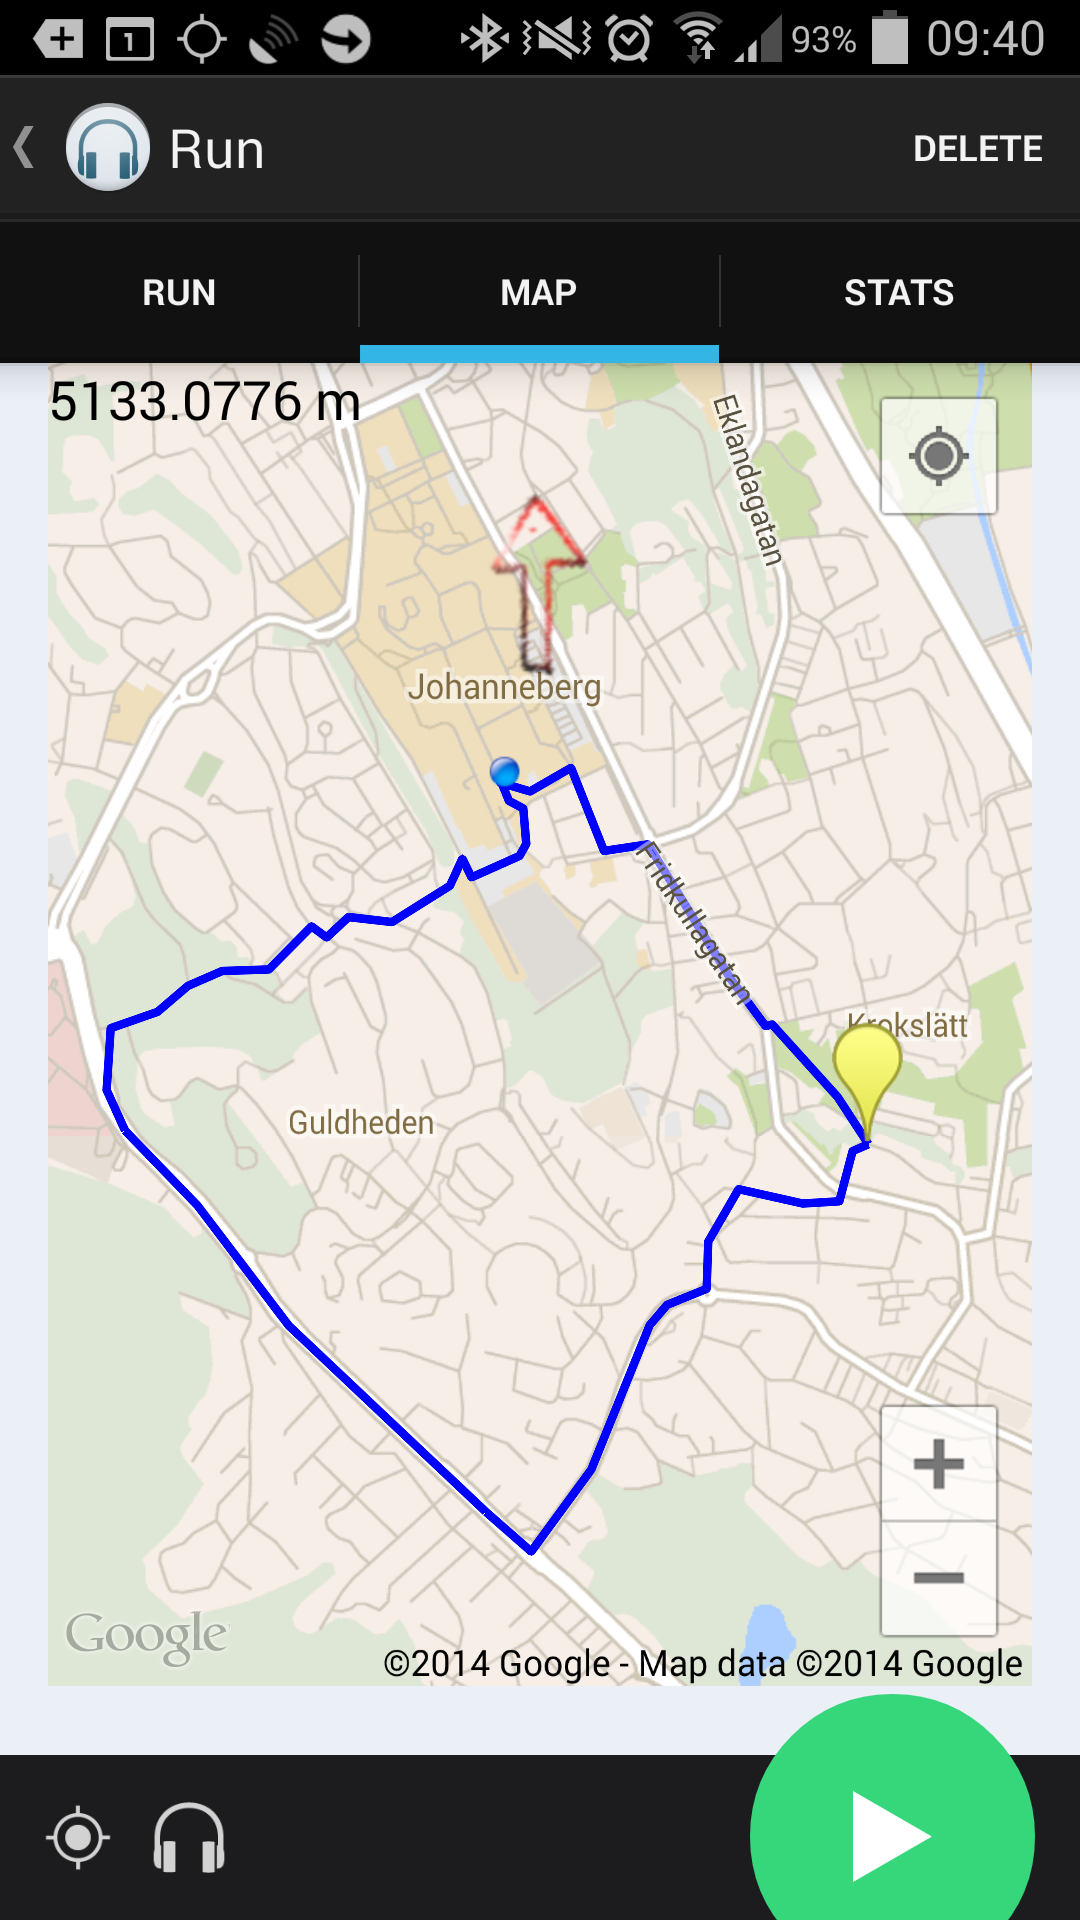 1 93% 09:40
Run DELETE
RUN MAP STATS
5133.0776 m
Eklandagatan
Johanneberg
Fridkullagatan
Krokslätt
Guldheden
Google
©2014 Google - Map data ©2014 Google